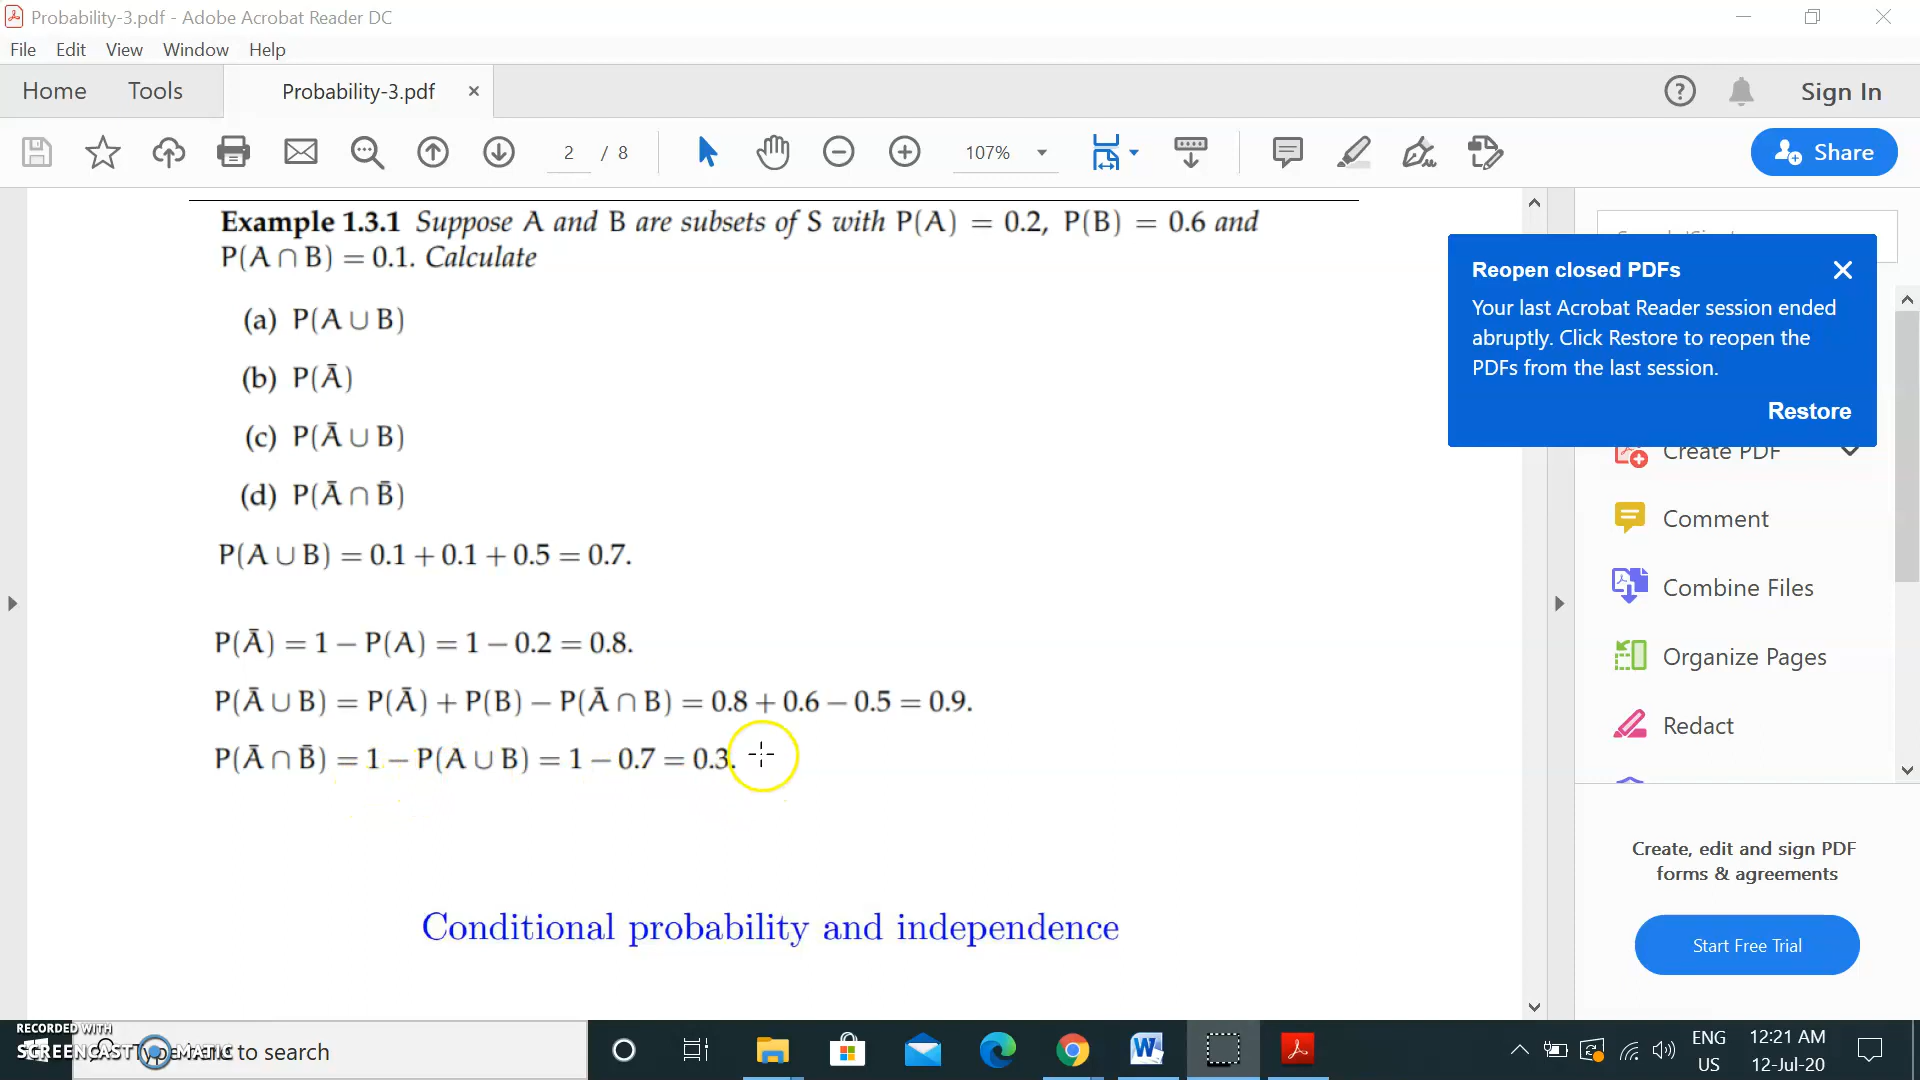 Probability-3.pdf - Adobe Acrobat Reader DC
File Edit View Window Help
Home Tools Probability-3.pdf × Sign In
2 / 8 107% Share
Example 1.3.1 Suppose A and B are subsets of S with P(A) = 0.2, P(B) = 0.6 and
P(A ∩ B) = 0.1. Calculate
(a) P(A ∪ B)
(b) P(Ā)
(c) P(Ā ∪ B)
(d) P(Ā ∩ B̄)
P(A ∪ B) = 0.1 + 0.1 + 0.5 = 0.7.
P(Ā) = 1 − P(A) = 1 − 0.2 = 0.8.
P(Ā ∪ B) = P(Ā) + P(B) − P(Ā ∩ B) = 0.8 + 0.6 − 0.5 = 0.9.
P(Ā ∩ B̄) = 1 − P(A ∪ B) = 1 − 0.7 = 0.3.
Conditional probability and independence
Reopen closed PDFs
Your last Acrobat Reader session ended
abruptly. Click Restore to reopen the
PDFs from the last session.
Restore
Create PDF
Comment
Combine Files
Organize Pages
Redact
Create, edit and sign PDF
forms & agreements
Start Free Trial
RECORDED WITH
SCREENCAST MATIC
to search
ENG
US
12:21 AM
12-Jul-20